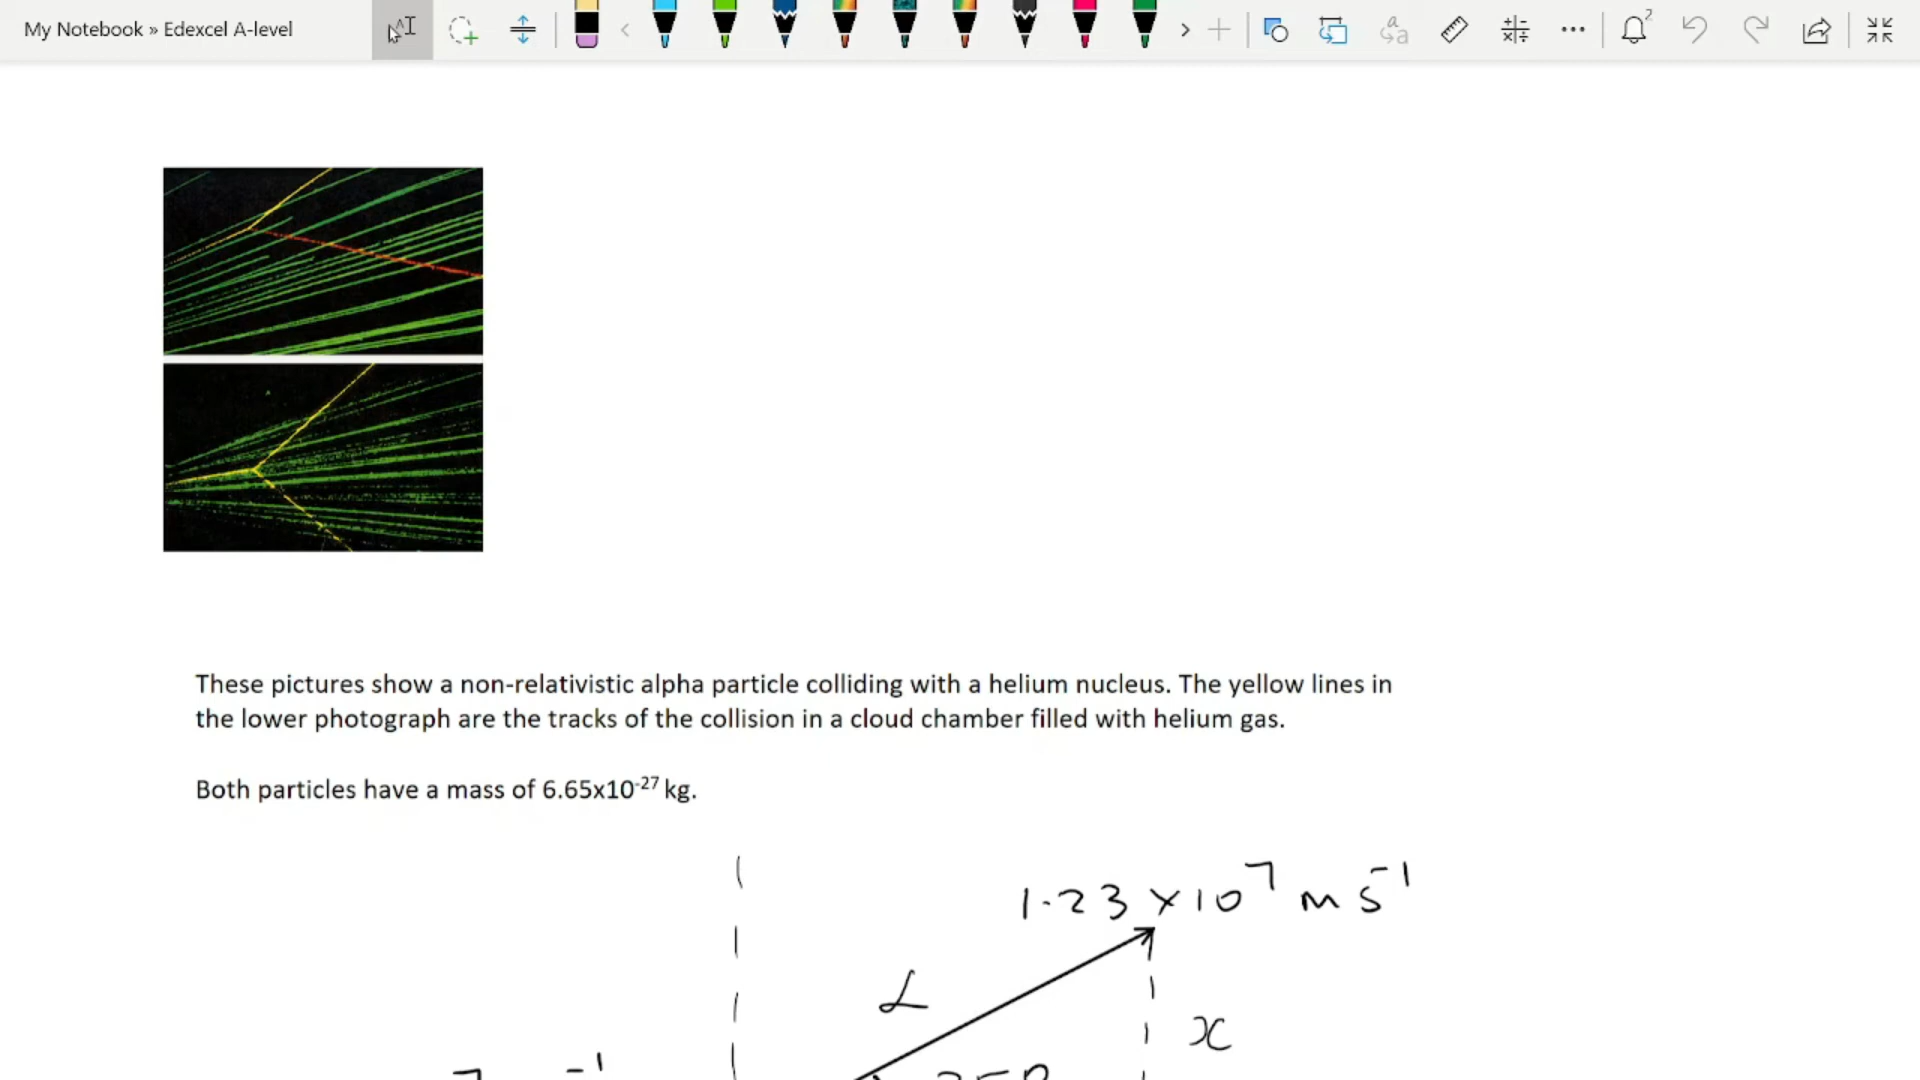 My Notebook » Edexcel A-level
2
These pictures show a non-relativistic alpha particle colliding with a helium nucleus. The yellow lines in
the lower photograph are the tracks of the collision in a cloud chamber filled with helium gas.
Both particles have a mass of 6.65x10⁻²⁷ kg.
1.23 × 10⁷ m s⁻¹
α
x